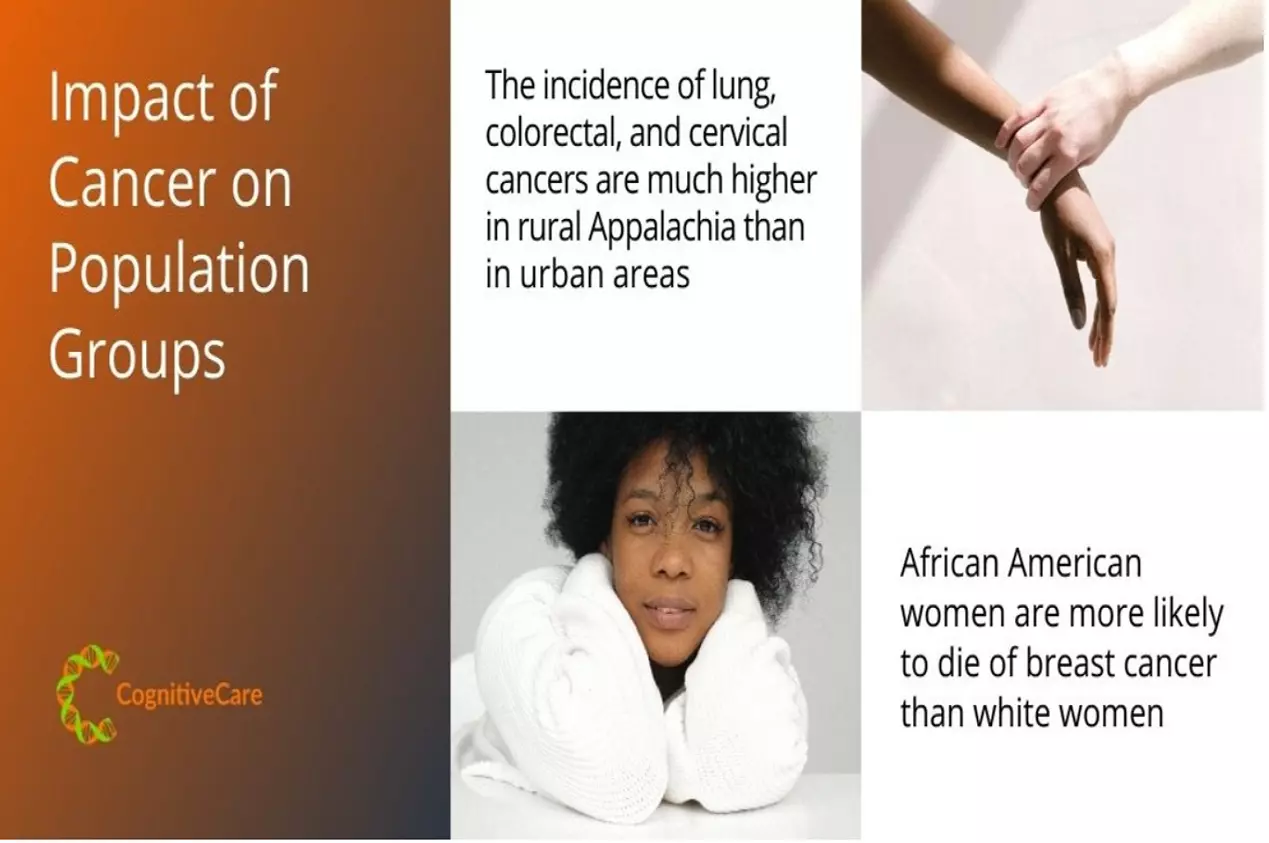 Impact of
Cancer on
Population
Groups
CognitiveCare
The incidence of lung,
colorectal, and cervical
cancers are much higher
in rural Appalachia than
in urban areas
African American
women are more likely
to die of breast cancer
than white women